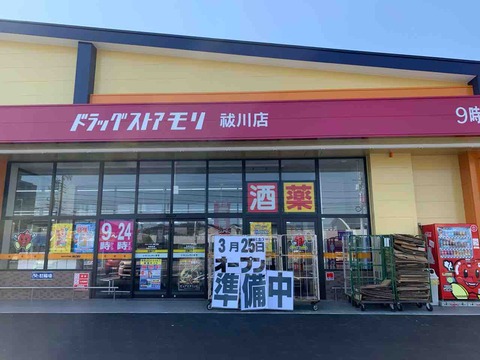 ドラッグストアモリ 祓川店
9時
酒 薬
9~24
時 時
3月25日
オープン
準備中